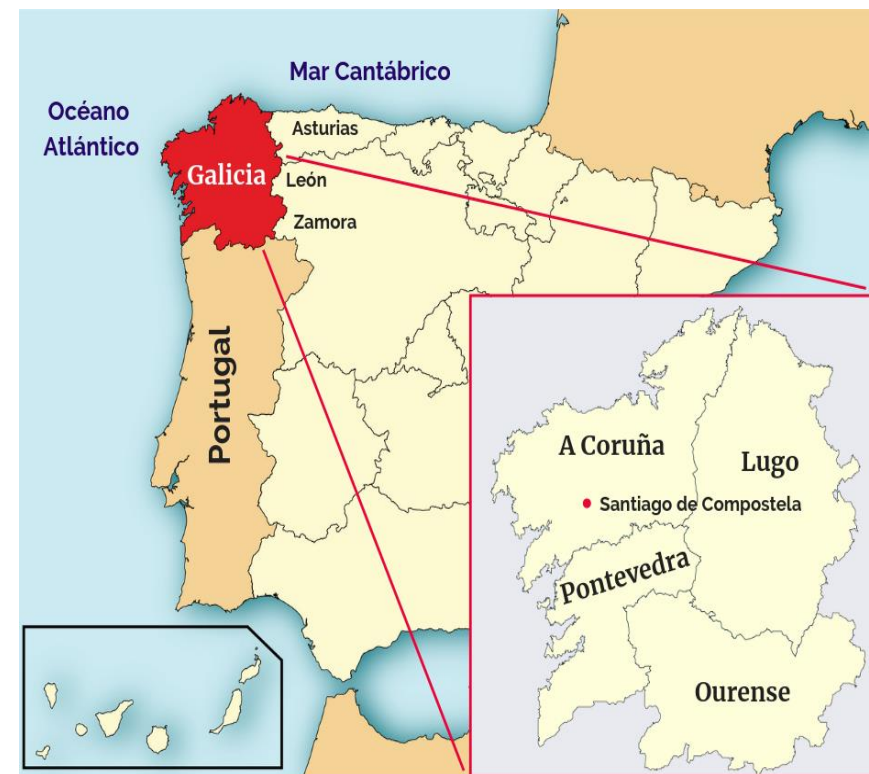 Mar Cantábrico
Océano
Atlántico
Asturias
Galicia
León
Zamora
Portugal
A Coruña
Lugo
Santiago de Compostela
Pontevedra
Ourense